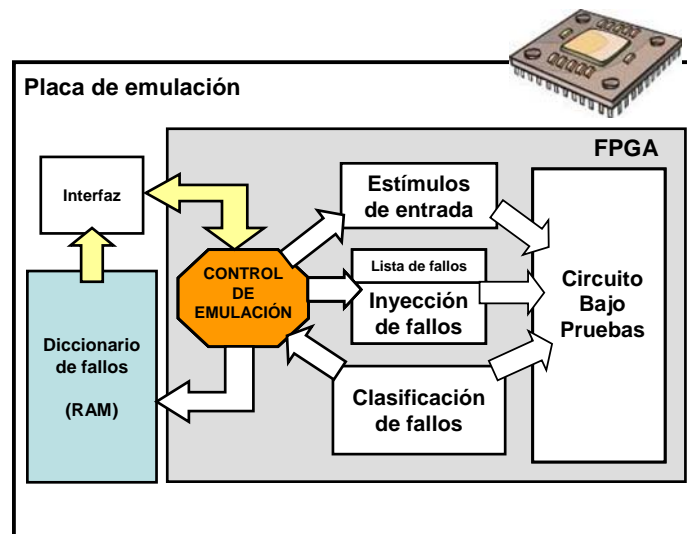 Placa de emulación
FPGA
Interfaz
Estímulos
de entrada
CONTROL
DE
EMULACIÓN
Lista de fallos
Inyección
de fallos
Circuito
Bajo
Pruebas
Diccionario
de fallos
(RAM)
Clasificación
de fallos